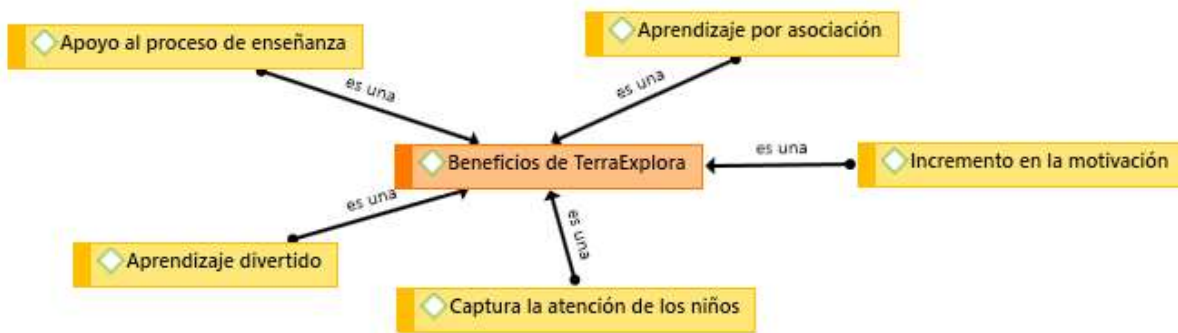 Apoyo al proceso de enseñanza
Aprendizaje por asociación
es una
es una
Beneficios de TerraExplora
es una
Incremento en la motivación
es una
es una
Aprendizaje divertido
Captura la atención de los niños